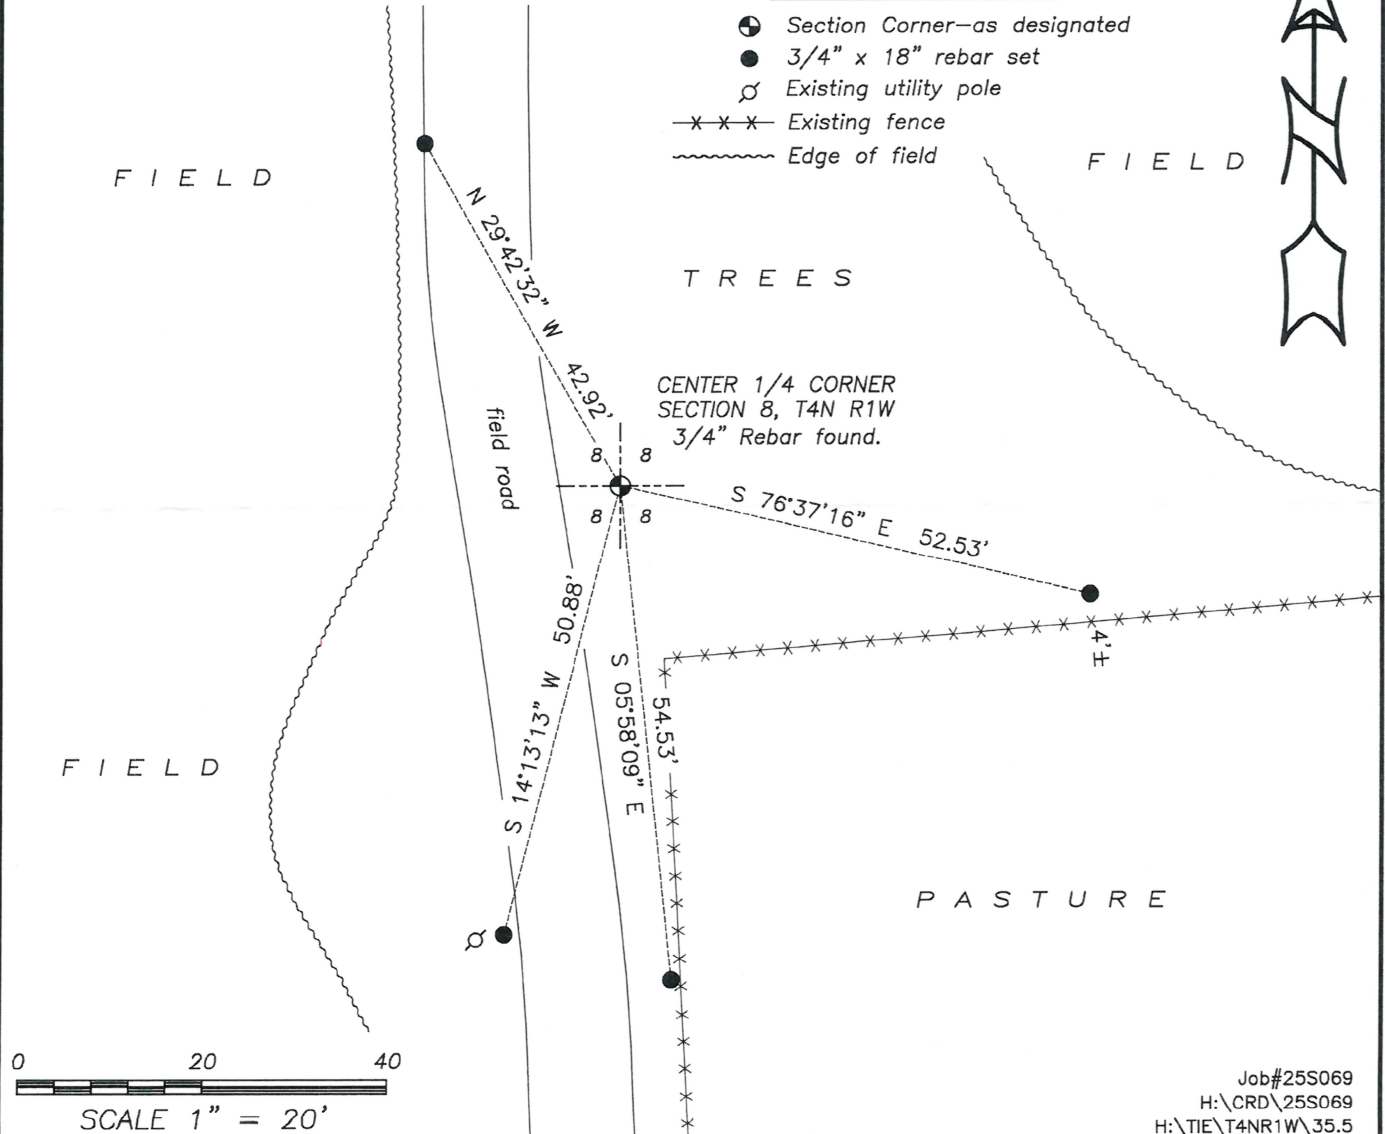 Section Corner—as designated
3/4" x 18" rebar set
Existing utility pole
Existing fence
Edge of field
N
FIELD
FIELD
TREES
N 29°42'32" W 42.92'
CENTER 1/4 CORNER
SECTION 8, T4N R1W
3/4" Rebar found.
field road
8 8
8 8
S 76°37'16" E 52.53'
4'±
S 14°13'13" W 50.88'
S 05°58'09" E
54.53'
FIELD
PASTURE
0 20 40
SCALE 1" = 20'
Job#25S069
H:\CRD\25S069
H:\TIE\T4NR1W\35.5